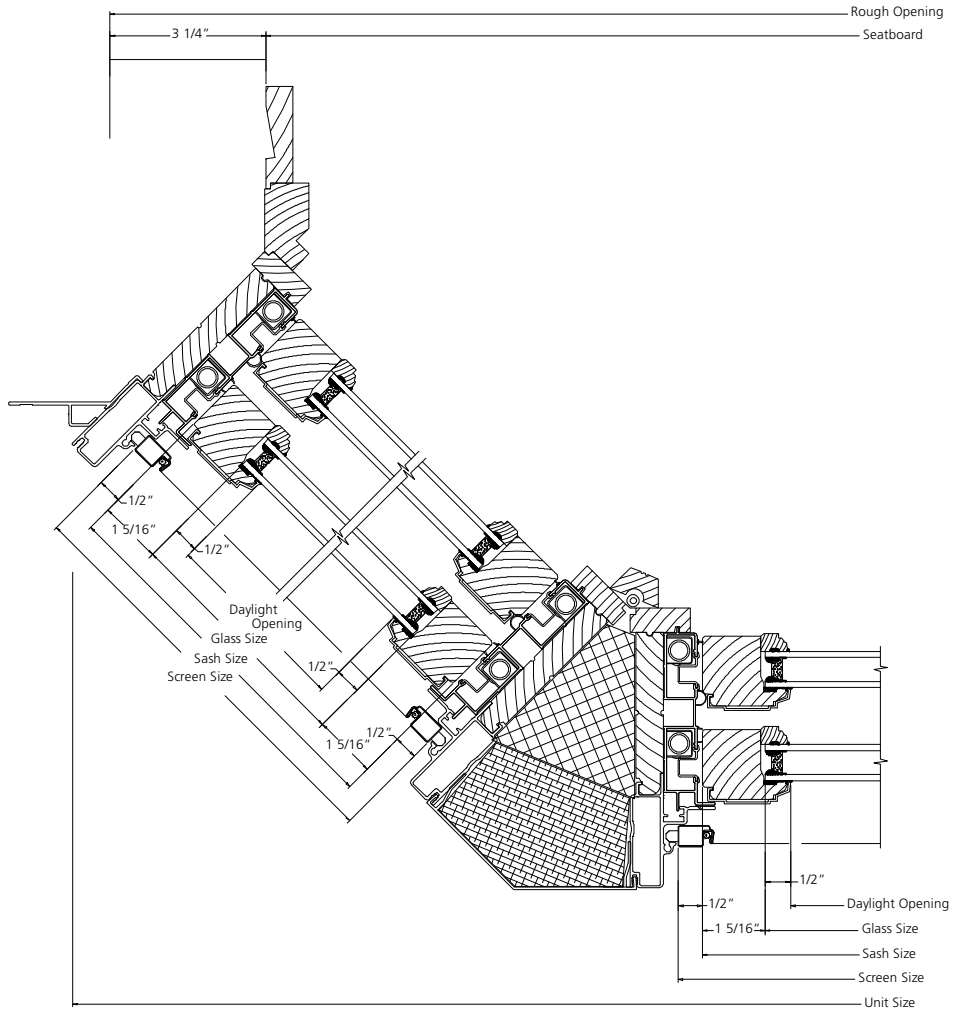 Rough Opening
3 1/4”
Seatboard
1/2”
1 5/16”
1/2”
Daylight
Opening
Glass Size
Sash Size
Screen Size
1/2”
1/2”
1 5/16”
1/2”
1/2”
Daylight Opening
1 5/16”
Glass Size
Sash Size
Screen Size
Unit Size